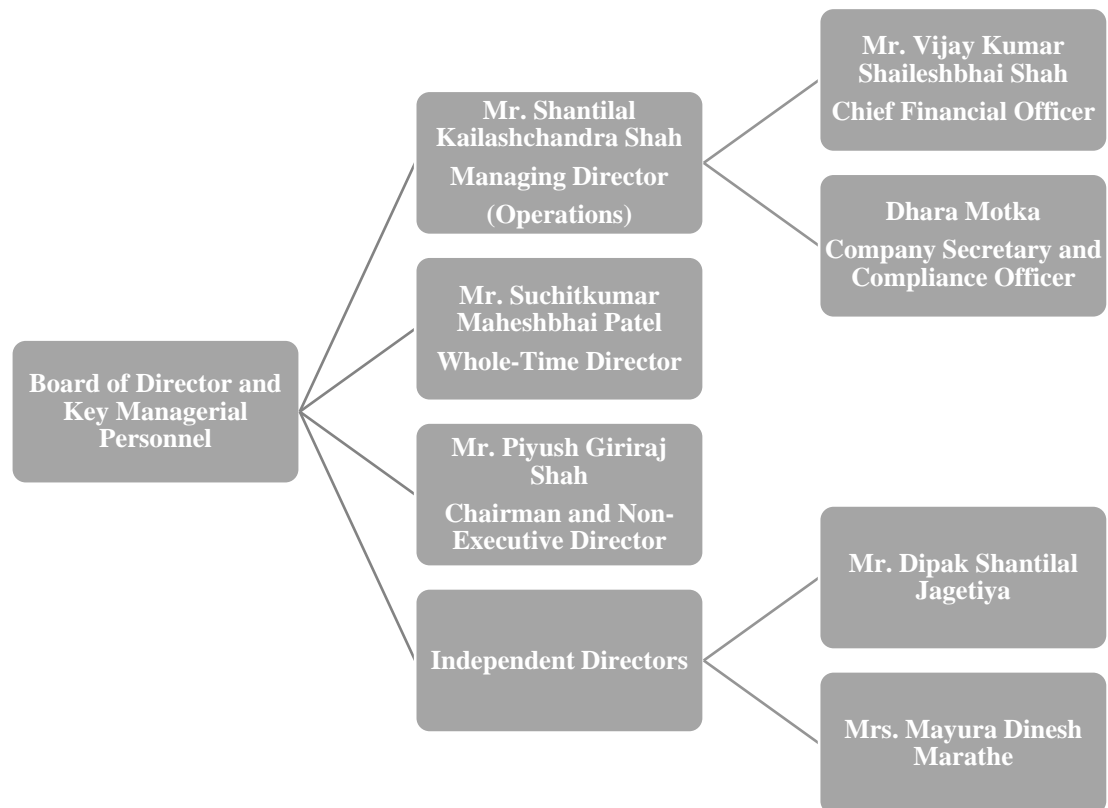 Board of Director and
Key Managerial
Personnel
Mr. Shantilal
Kailashchandra Shah
Managing Director
(Operations)
Mr. Vijay Kumar
Shaileshbhai Shah
Chief Financial Officer
Dhara Motka
Company Secretary and
Compliance Officer
Mr. Suchitkumar
Maheshbhai Patel
Whole-Time Director
Mr. Piyush Giriraj
Shah
Chairman and Non-
Executive Director
Independent Directors
Mr. Dipak Shantilal
Jagetiya
Mrs. Mayura Dinesh
Marathe